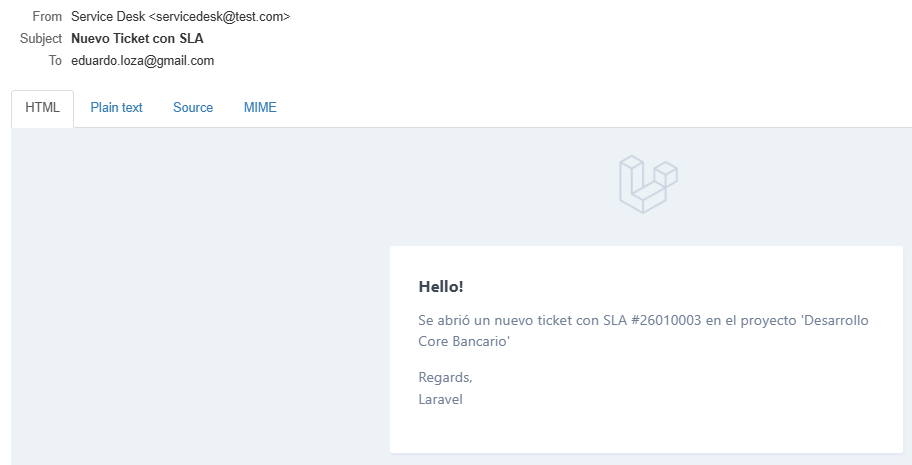 From Service Desk <servicedesk@test.com>
Subject Nuevo Ticket con SLA
To eduardo.loza@gmail.com
HTML Plain text Source MIME
Hello!
Se abrió un nuevo ticket con SLA #26010003 en el proyecto 'Desarrollo
Core Bancario'
Regards,
Laravel